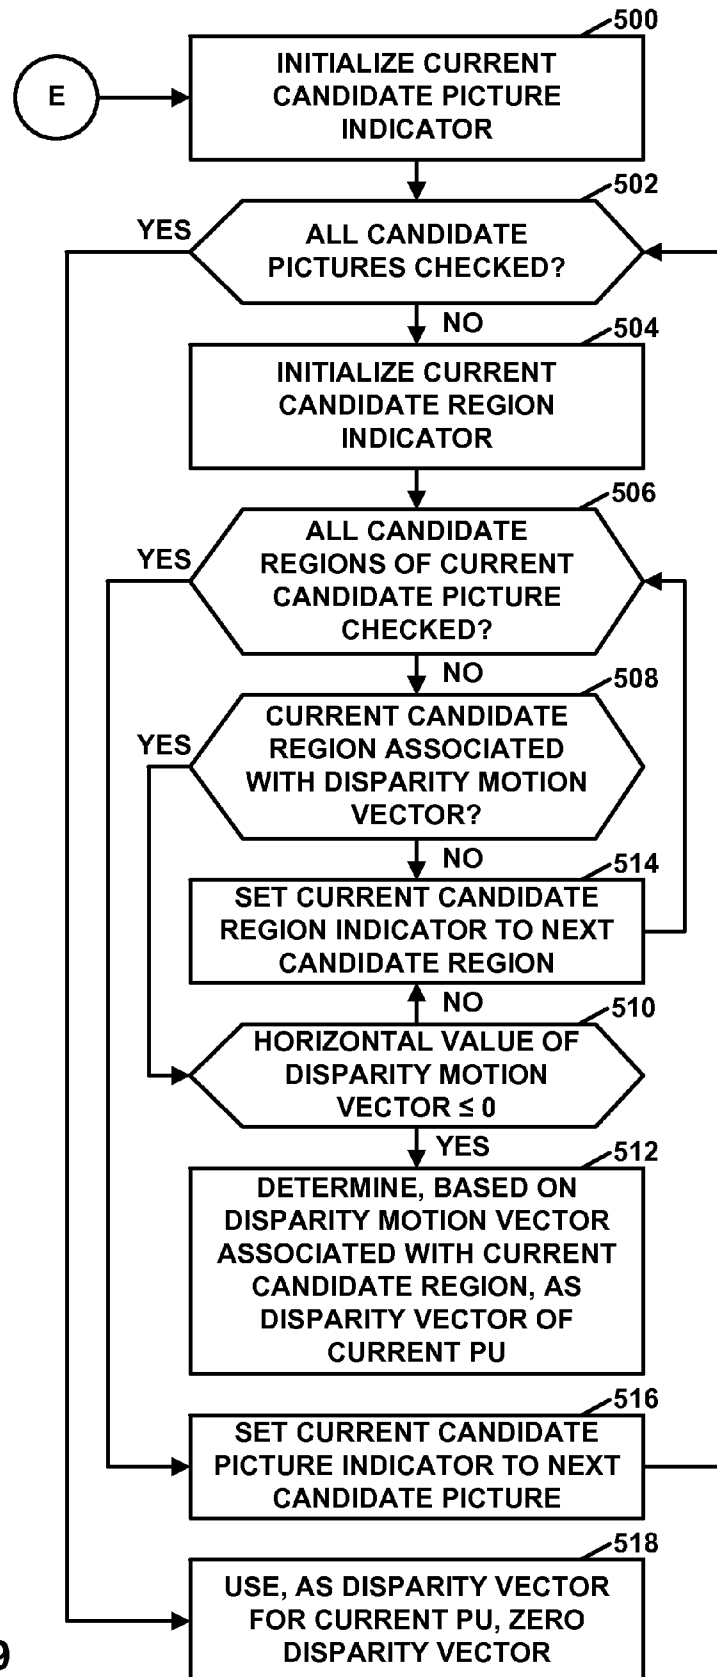 500
E
INITIALIZE CURRENT
CANDIDATE PICTURE
INDICATOR
502
YES
ALL CANDIDATE
PICTURES CHECKED?
NO
504
INITIALIZE CURRENT
CANDIDATE REGION
INDICATOR
506
YES
ALL CANDIDATE
REGIONS OF CURRENT
CANDIDATE PICTURE
CHECKED?
NO
508
YES
CURRENT CANDIDATE
REGION ASSOCIATED
WITH DISPARITY MOTION
VECTOR?
NO
514
SET CURRENT CANDIDATE
REGION INDICATOR TO NEXT
CANDIDATE REGION
NO
510
HORIZONTAL VALUE OF
DISPARITY MOTION
VECTOR ≤ 0
YES
512
DETERMINE, BASED ON
DISPARITY MOTION VECTOR
ASSOCIATED WITH CURRENT
CANDIDATE REGION, AS
DISPARITY VECTOR OF
CURRENT PU
516
SET CURRENT CANDIDATE
PICTURE INDICATOR TO NEXT
CANDIDATE PICTURE
518
USE, AS DISPARITY VECTOR
FOR CURRENT PU, ZERO
DISPARITY VECTOR
9